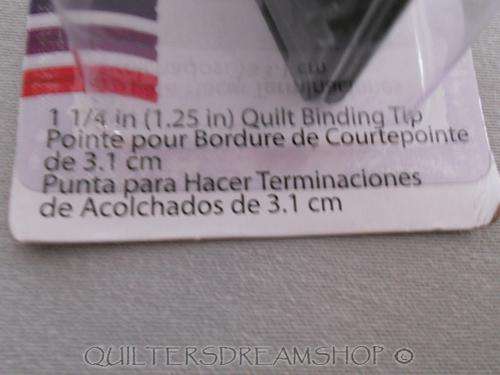 1 1/4 in (1.25 in) Quilt Binding Tip
Pointe pour Bordure de Courtepointe
de 3.1 cm
Punta para Hacer Terminaciones
de Acolchados de 3.1 cm
QUILTERSDREAMSHOP ©